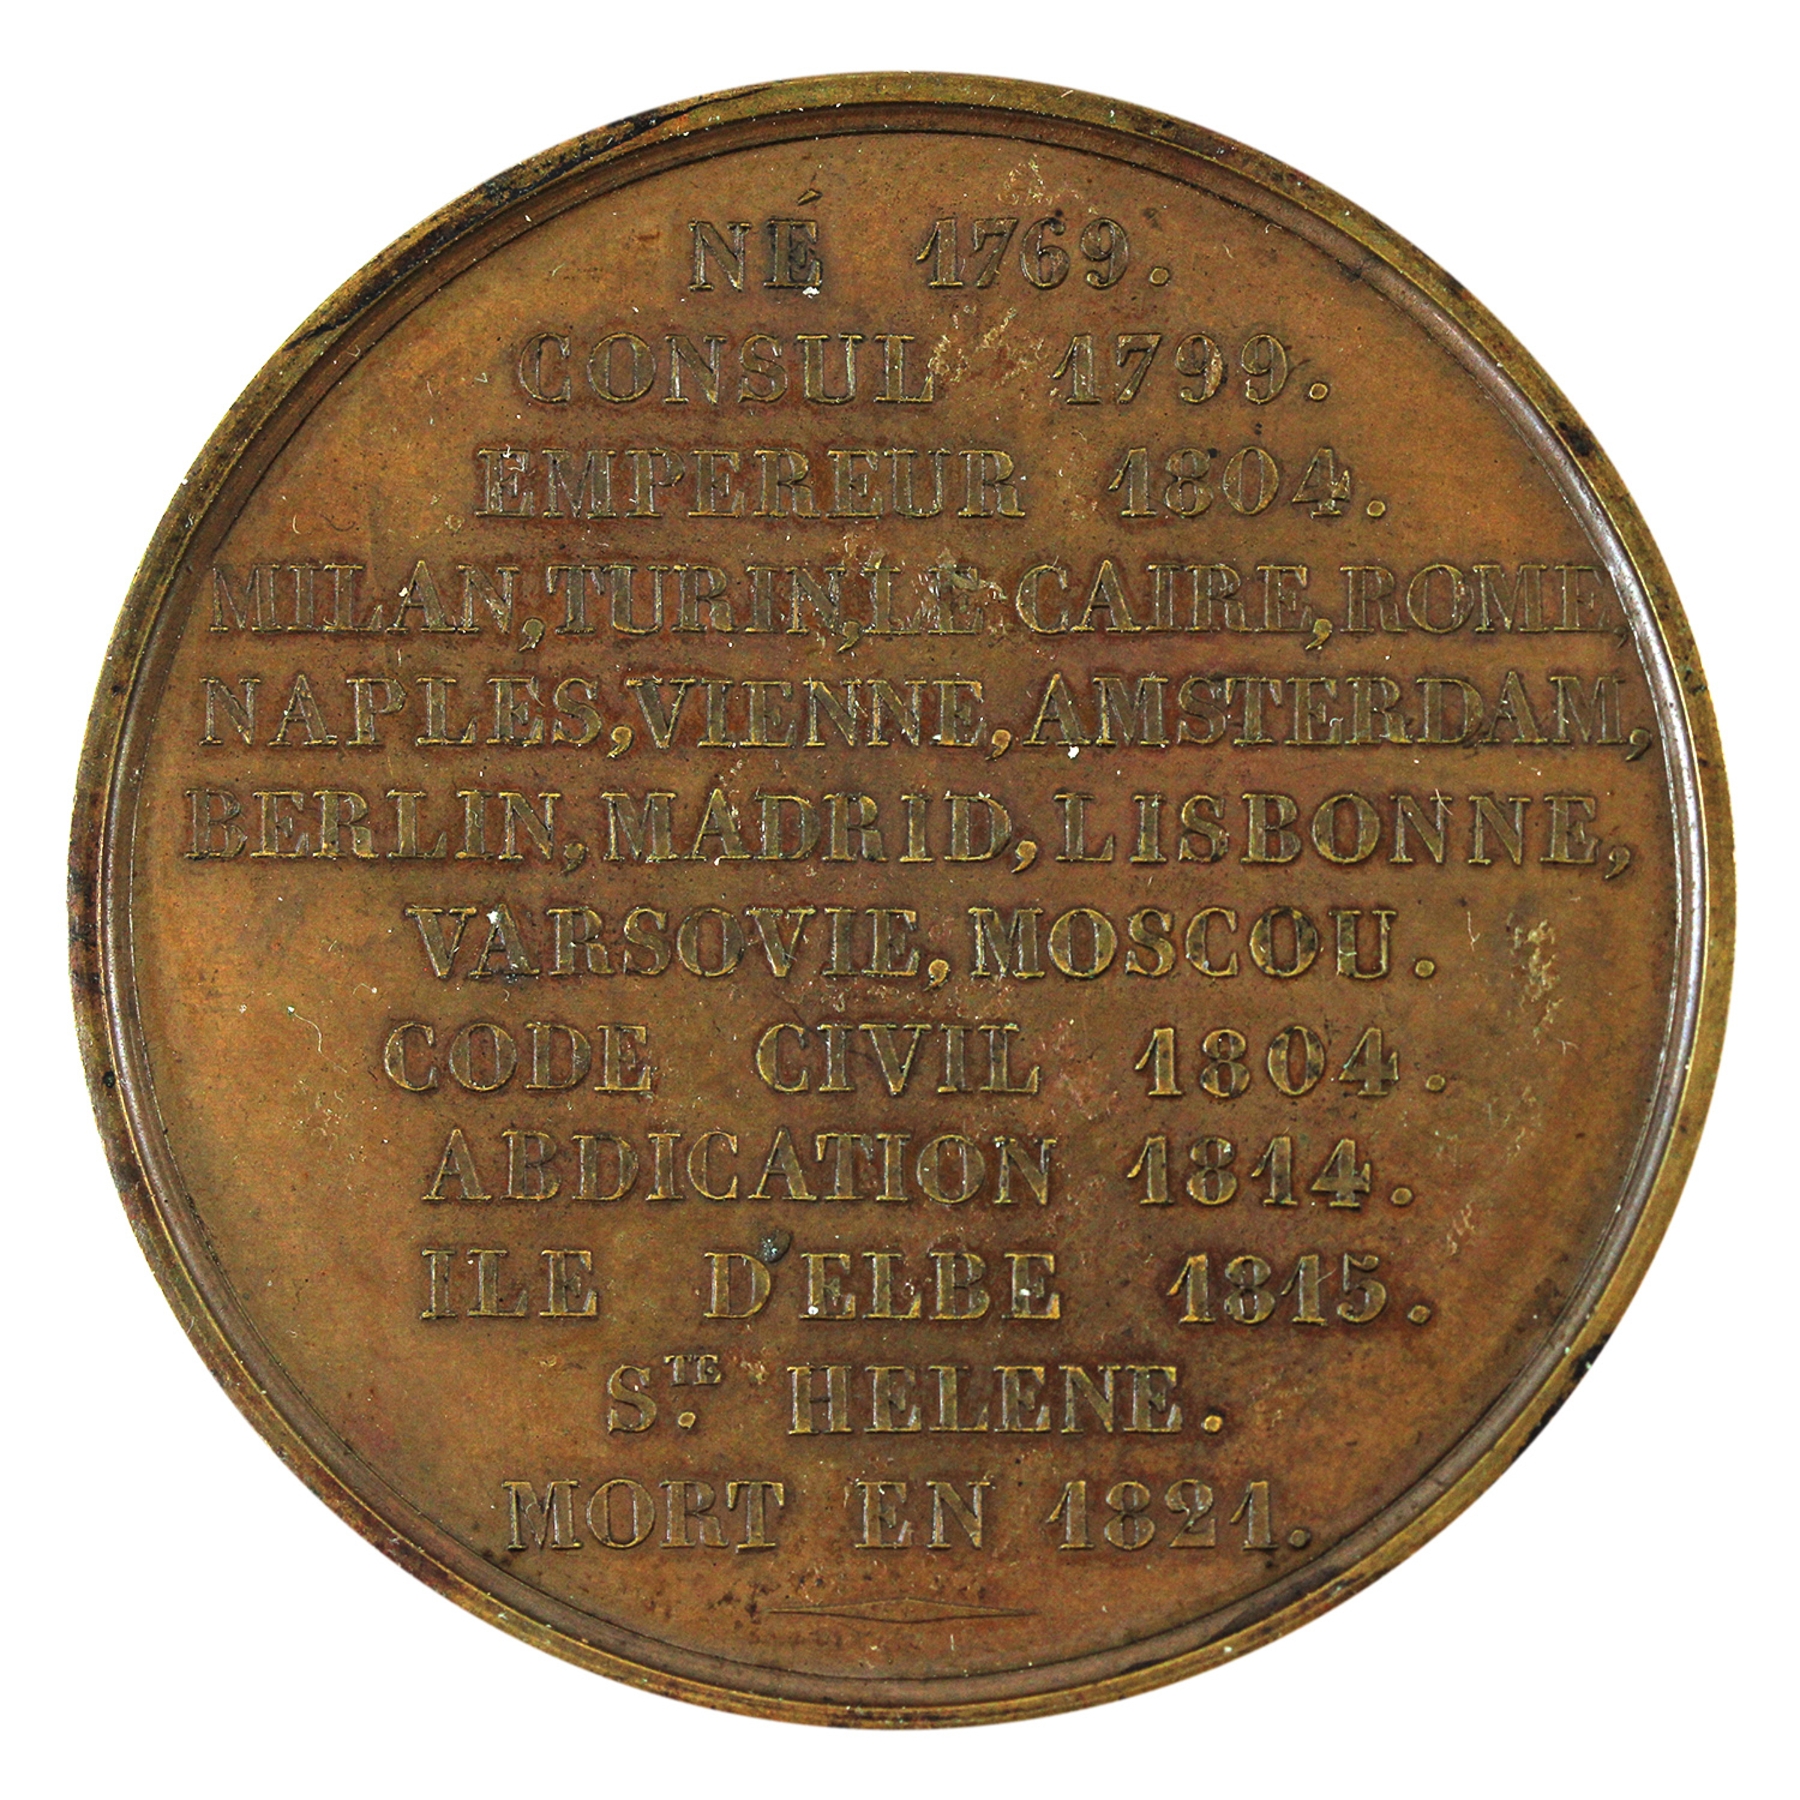 NÉ 1769.
CONSUL 1799.
EMPEREUR 1804.
MILAN, TURIN, LE CAIRE, ROME,
NAPLES, VIENNE, AMSTERDAM,
BERLIN, MADRID, LISBONNE,
VARSOVIE, MOSCOU.
CODE CIVIL 1804.
ABDICATION 1814.
ILE D'ELBE 1815.
STE. HELENE.
MORT EN 1821.